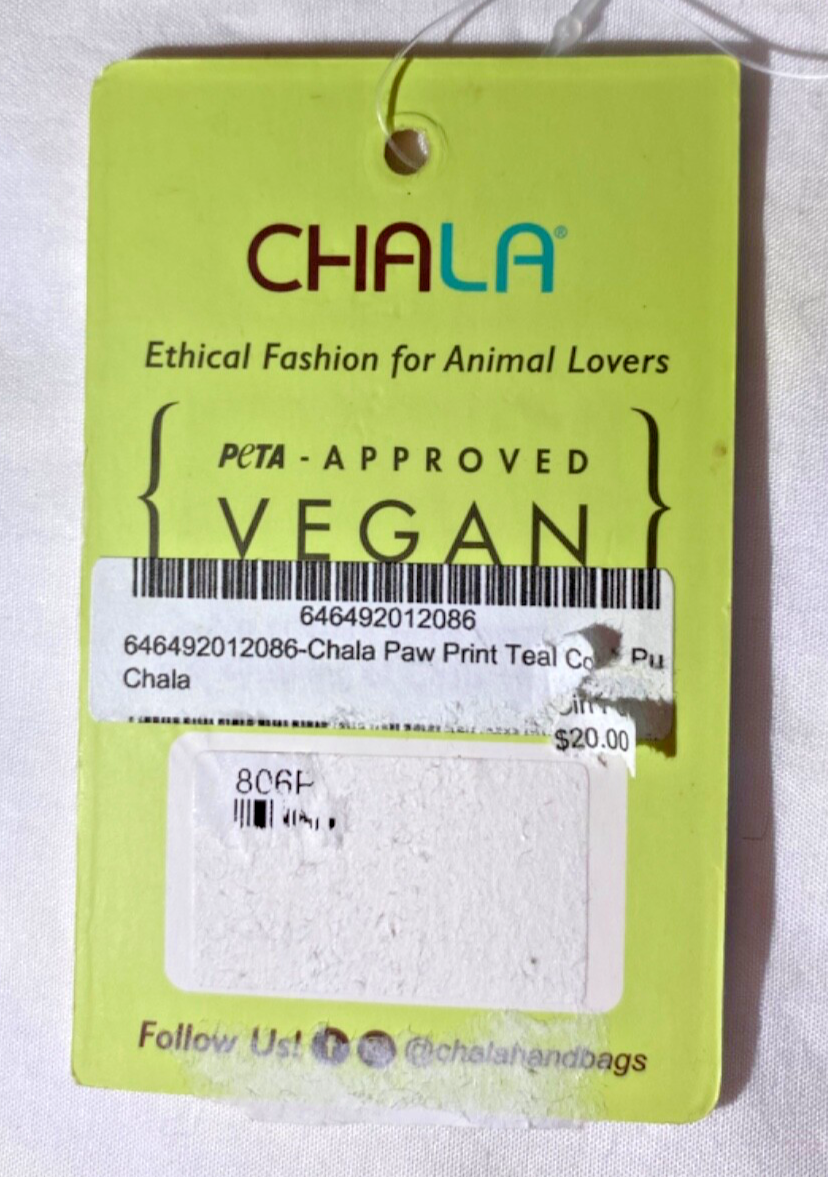 CHALA®
Ethical Fashion for Animal Lovers
PETA - APPROVED
VEGAN
646492012086
646492012086-Chala Paw Print Teal Pu
Chala
$20.00
Follow Us! @chalahandbags